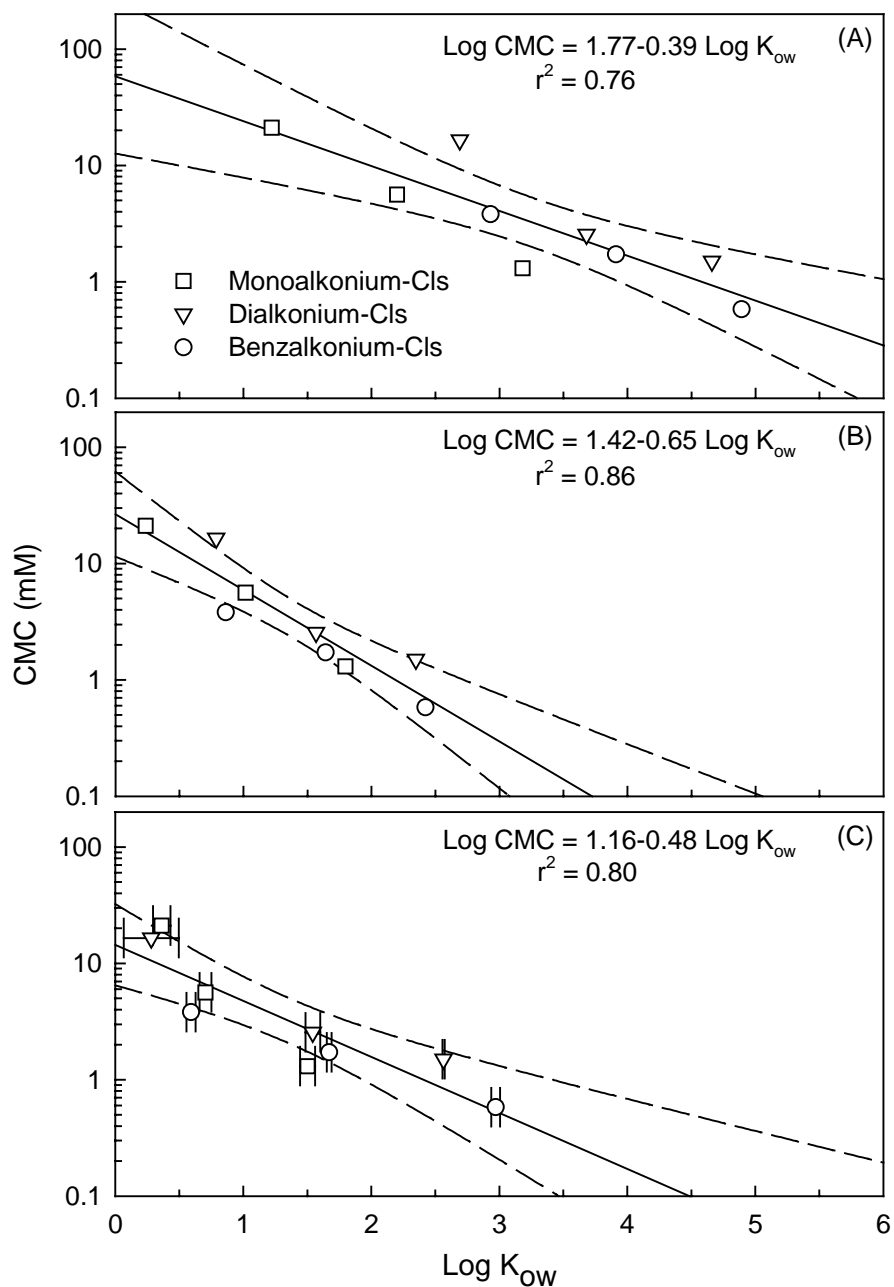 100
10
1
0.1
Log CMC = 1.77-0.39 Log Kow
(A)
r² = 0.76
Monoalkonium-Cls
Dialkonium-Cls
Benzalkonium-Cls
CMC (mM)
100
10
1
0.1
Log CMC = 1.42-0.65 Log Kow
(B)
r² = 0.86
100
10
1
0.1
Log CMC = 1.16-0.48 Log Kow
(C)
r² = 0.80
0 1 2 3 4 5 6
Log Kow